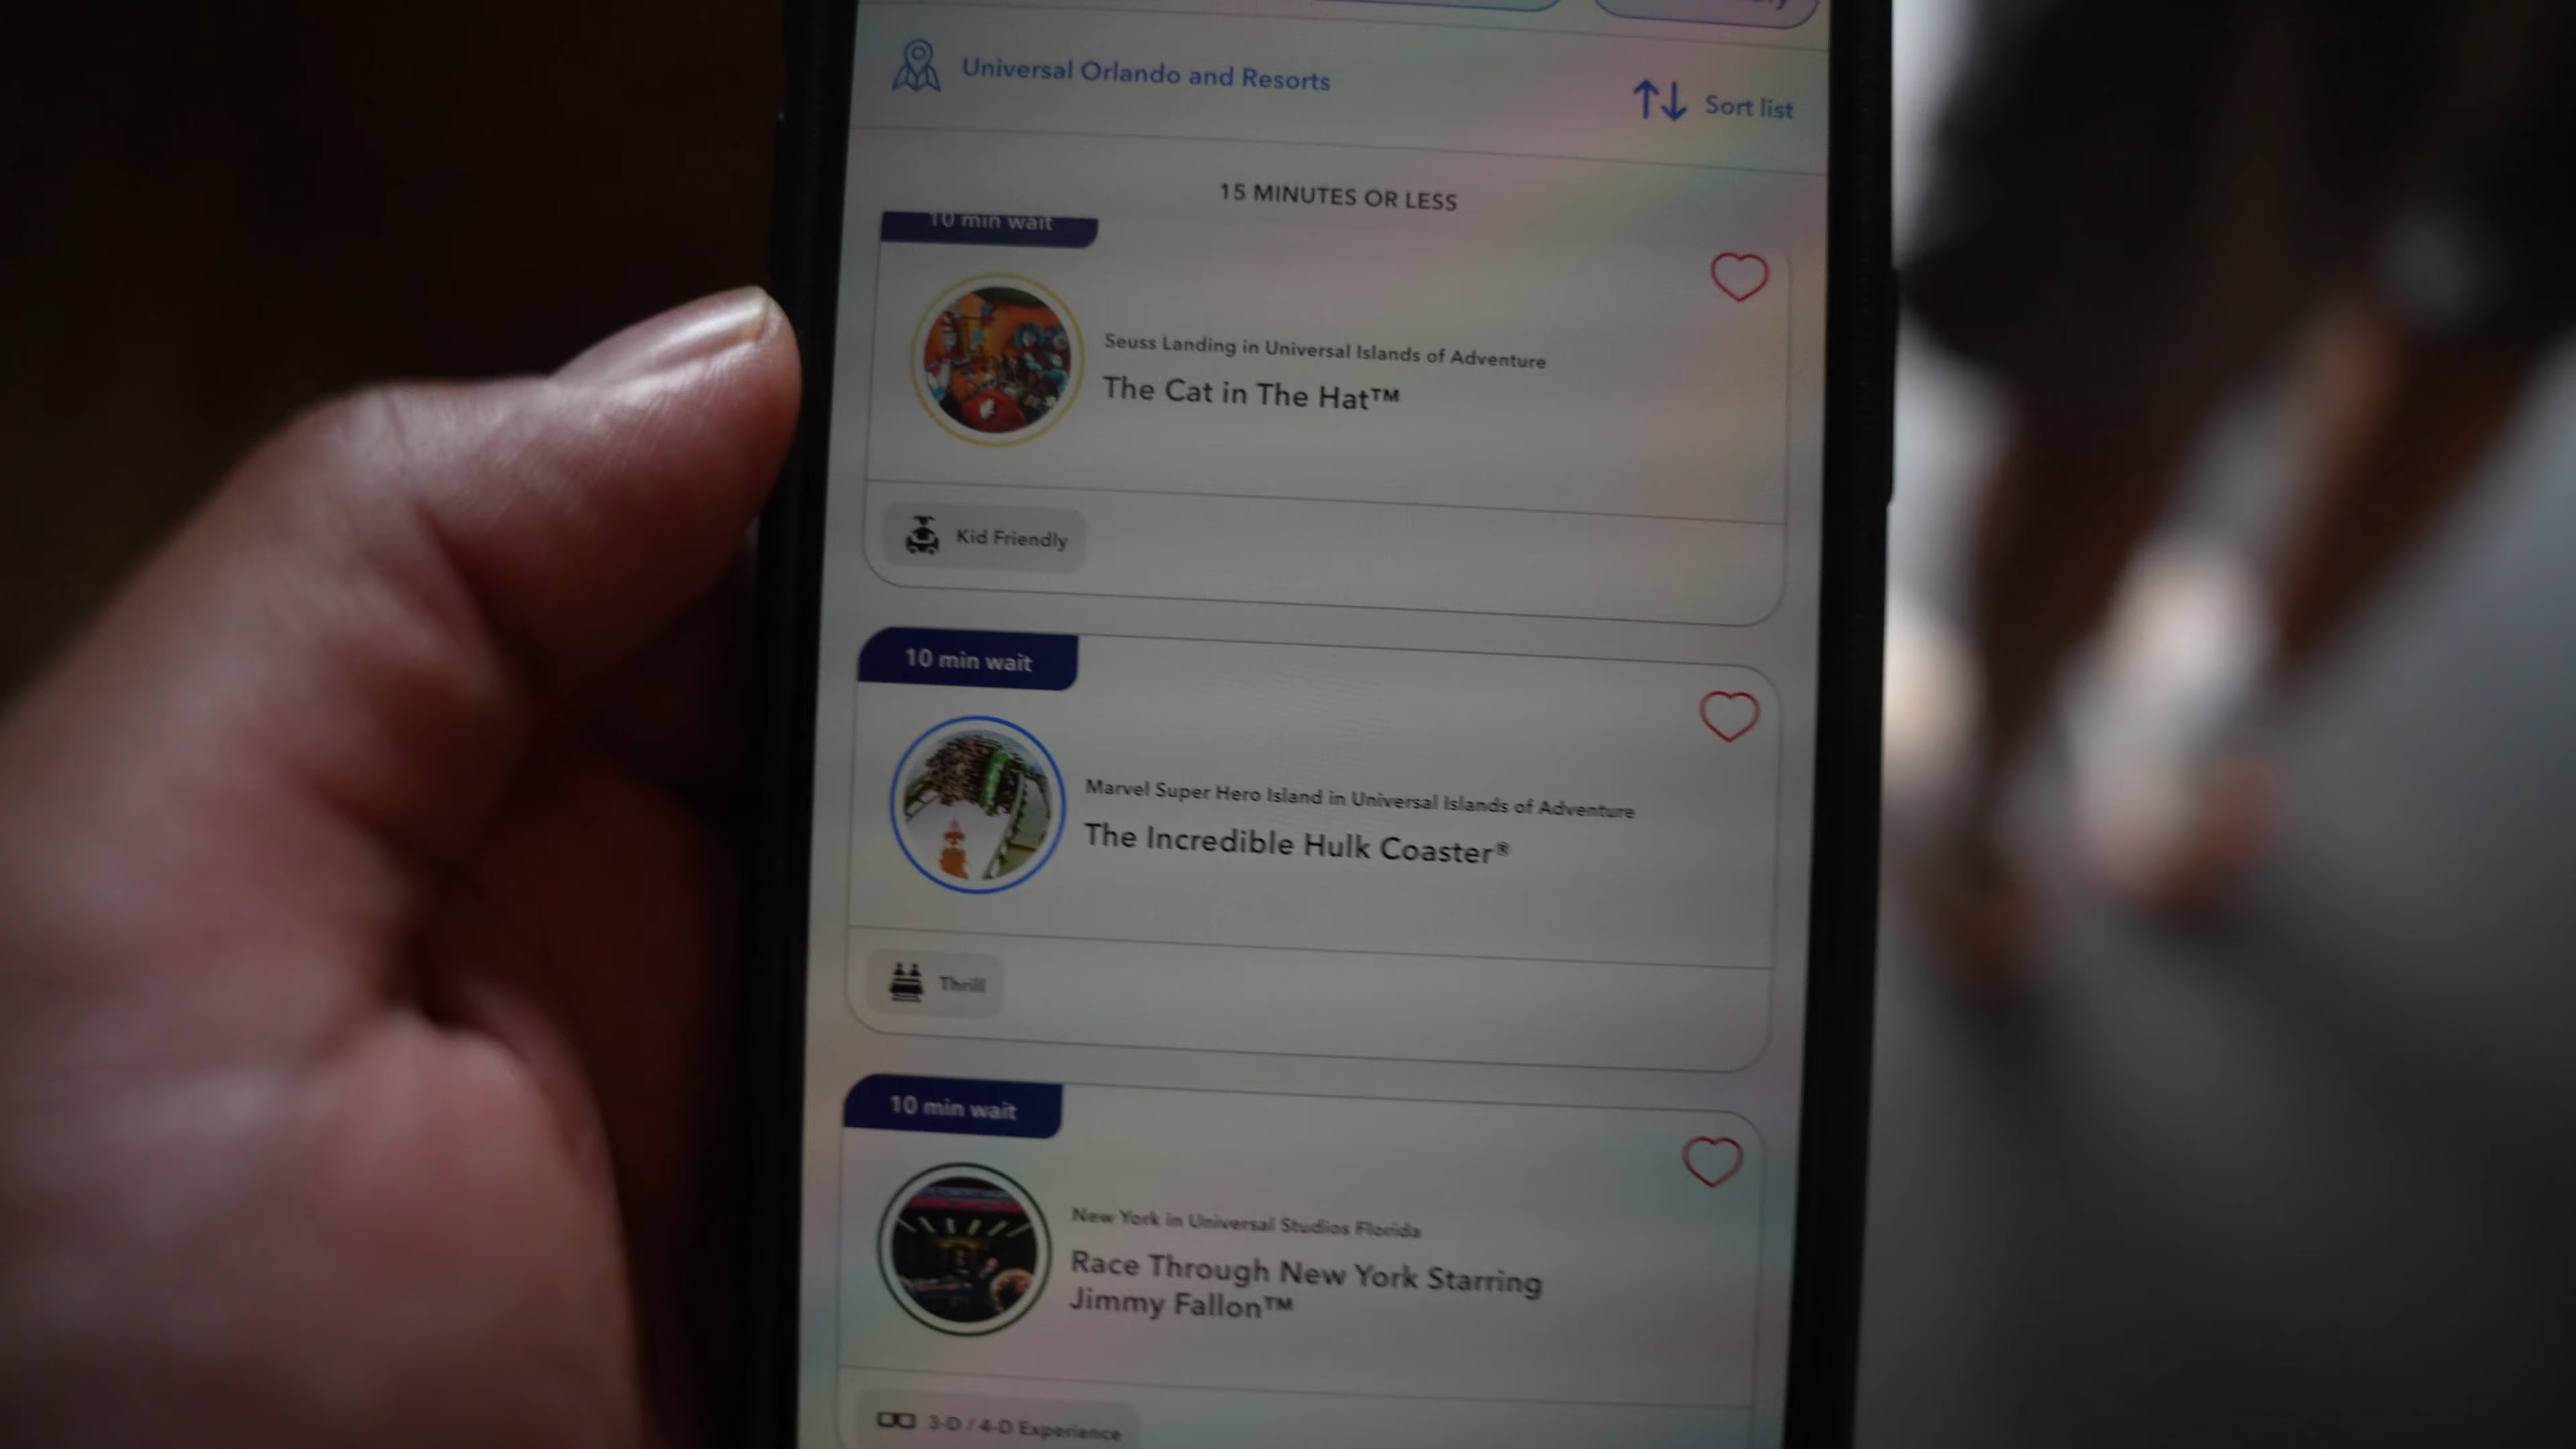 Universal Orlando and Resorts
Sort list
15 MINUTES OR LESS
10 min wait
Seuss Landing in Universal Islands of Adventure
The Cat in The Hat™
Kid Friendly
10 min wait
Marvel Super Hero Island in Universal Islands of Adventure
The Incredible Hulk Coaster®
Thrill
10 min wait
New York in Universal Studios Florida
Race Through New York Starring
Jimmy Fallon™
3-D / 4-D Experience